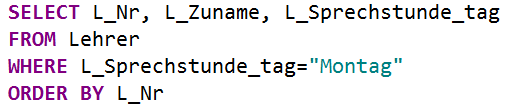 SELECT L_Nr, L_Zuname, L_Sprechstunde_tag
FROM Lehrer
WHERE L_Sprechstunde_tag="Montag"
ORDER BY L_Nr